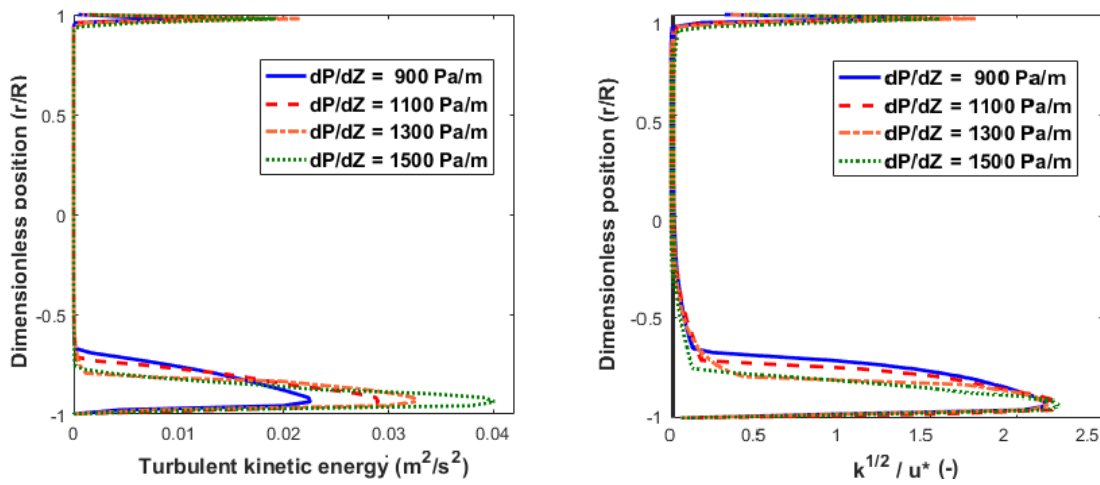 1
0.5
0
-0.5
-1
Dimensionless position (r/R)
dP/dZ = 900 Pa/m
dP/dZ = 1100 Pa/m
dP/dZ = 1300 Pa/m
dP/dZ = 1500 Pa/m
0
0.01
0.02
0.03
0.04
Turbulent kinetic energy (m²/s²)
1
0.5
0
-0.5
-1
Dimensionless position (r/R)
dP/dZ = 900 Pa/m
dP/dZ = 1100 Pa/m
dP/dZ = 1300 Pa/m
dP/dZ = 1500 Pa/m
0
0.5
1
1.5
2
2.5
k^{1/2} / u* (-)